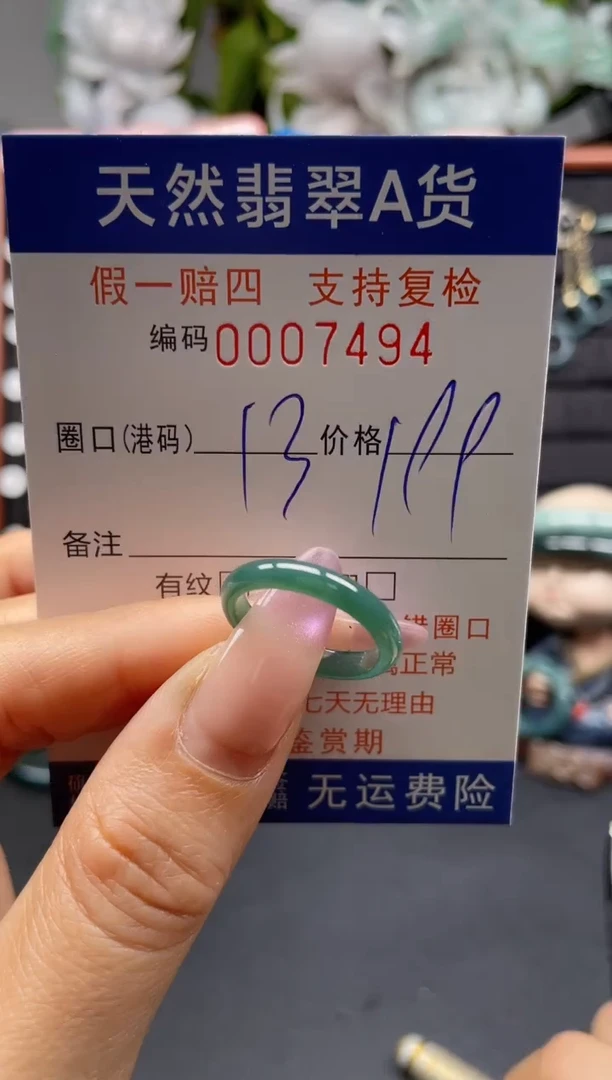 天然翡翠A货
假一赔四 支持复检
编码0007494
圈口(港码) 13 价格 199
备注
有纹
错圈口
属正常
七天无理由
鉴赏期
无运费险